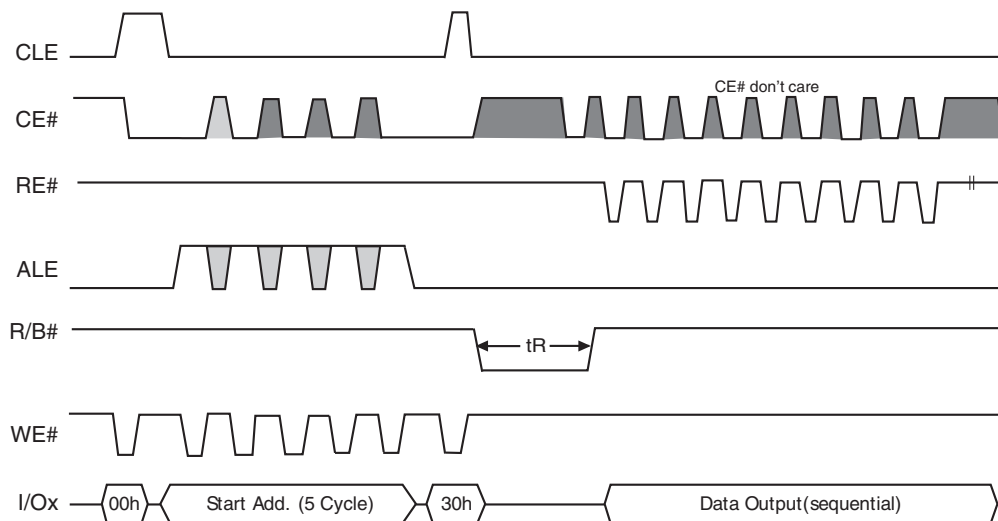 CLE
CE# don't care
CE#
RE#
ALE
R/B#
tR
WE#
I/Ox
00h
Start Add. (5 Cycle)
30h
Data Output(sequential)